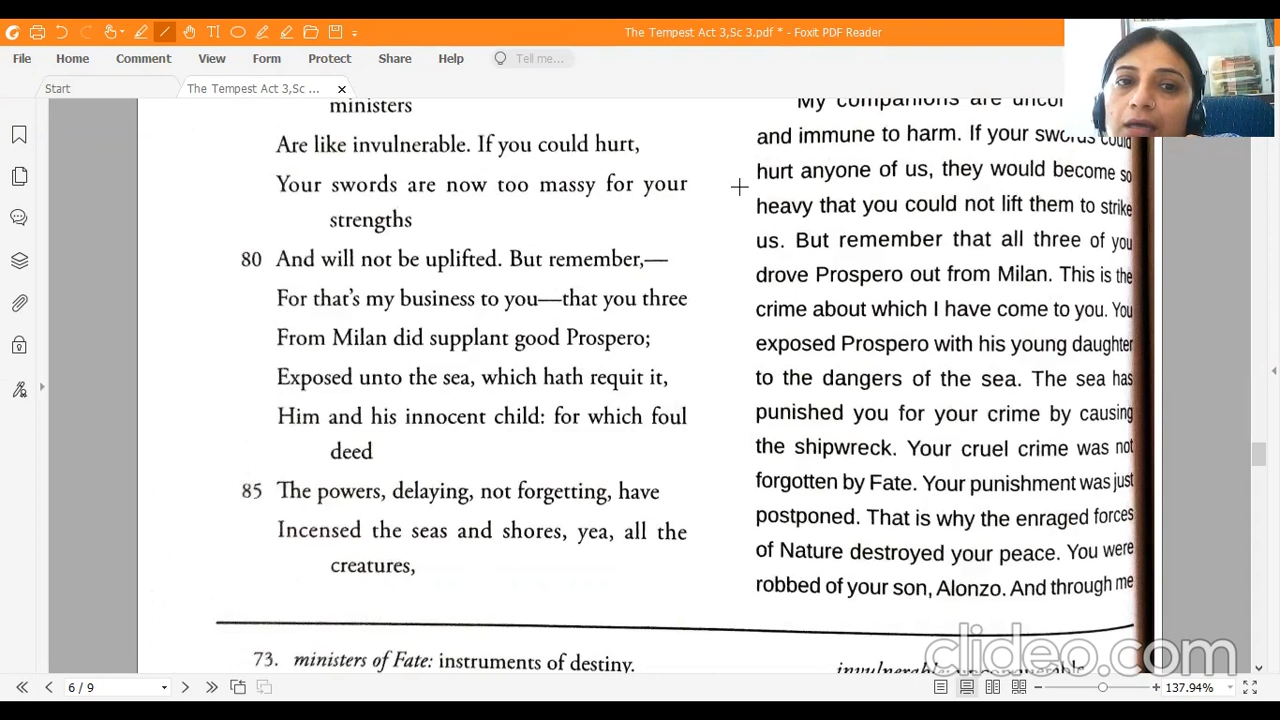 The Tempest Act 3,Sc 3.pdf * - Foxit PDF Reader
File Home Comment View Form Protect Share Help Tell me...
Start The Tempest Act 3,Sc ...
ministers
Are like invulnerable. If you could hurt,
Your swords are now too massy for your
strengths
80 And will not be uplifted. But remember,—
For that's my business to you—that you three
From Milan did supplant good Prospero;
Exposed unto the sea, which hath requit it,
Him and his innocent child: for which foul
deed
85 The powers, delaying, not forgetting, have
Incensed the seas and shores, yea, all the
creatures,
My companions are
and immune to harm. If your swords could
hurt anyone of us, they would become so
heavy that you could not lift them to strike
us. But remember that all three of you
drove Prospero out from Milan. This is the
crime about which I have come to you. You
exposed Prospero with his young daughter
to the dangers of the sea. The sea has
punished you for your crime by causing
the shipwreck. Your cruel crime was not
forgotten by Fate. Your punishment was just
postponed. That is why the enraged forces
of Nature destroyed your peace. You were
robbed of your son, Alonzo. And through me
73. ministers of Fate: instruments of destiny.
invulnerable: unconquerable
clideo.com
6 / 9 137.94%